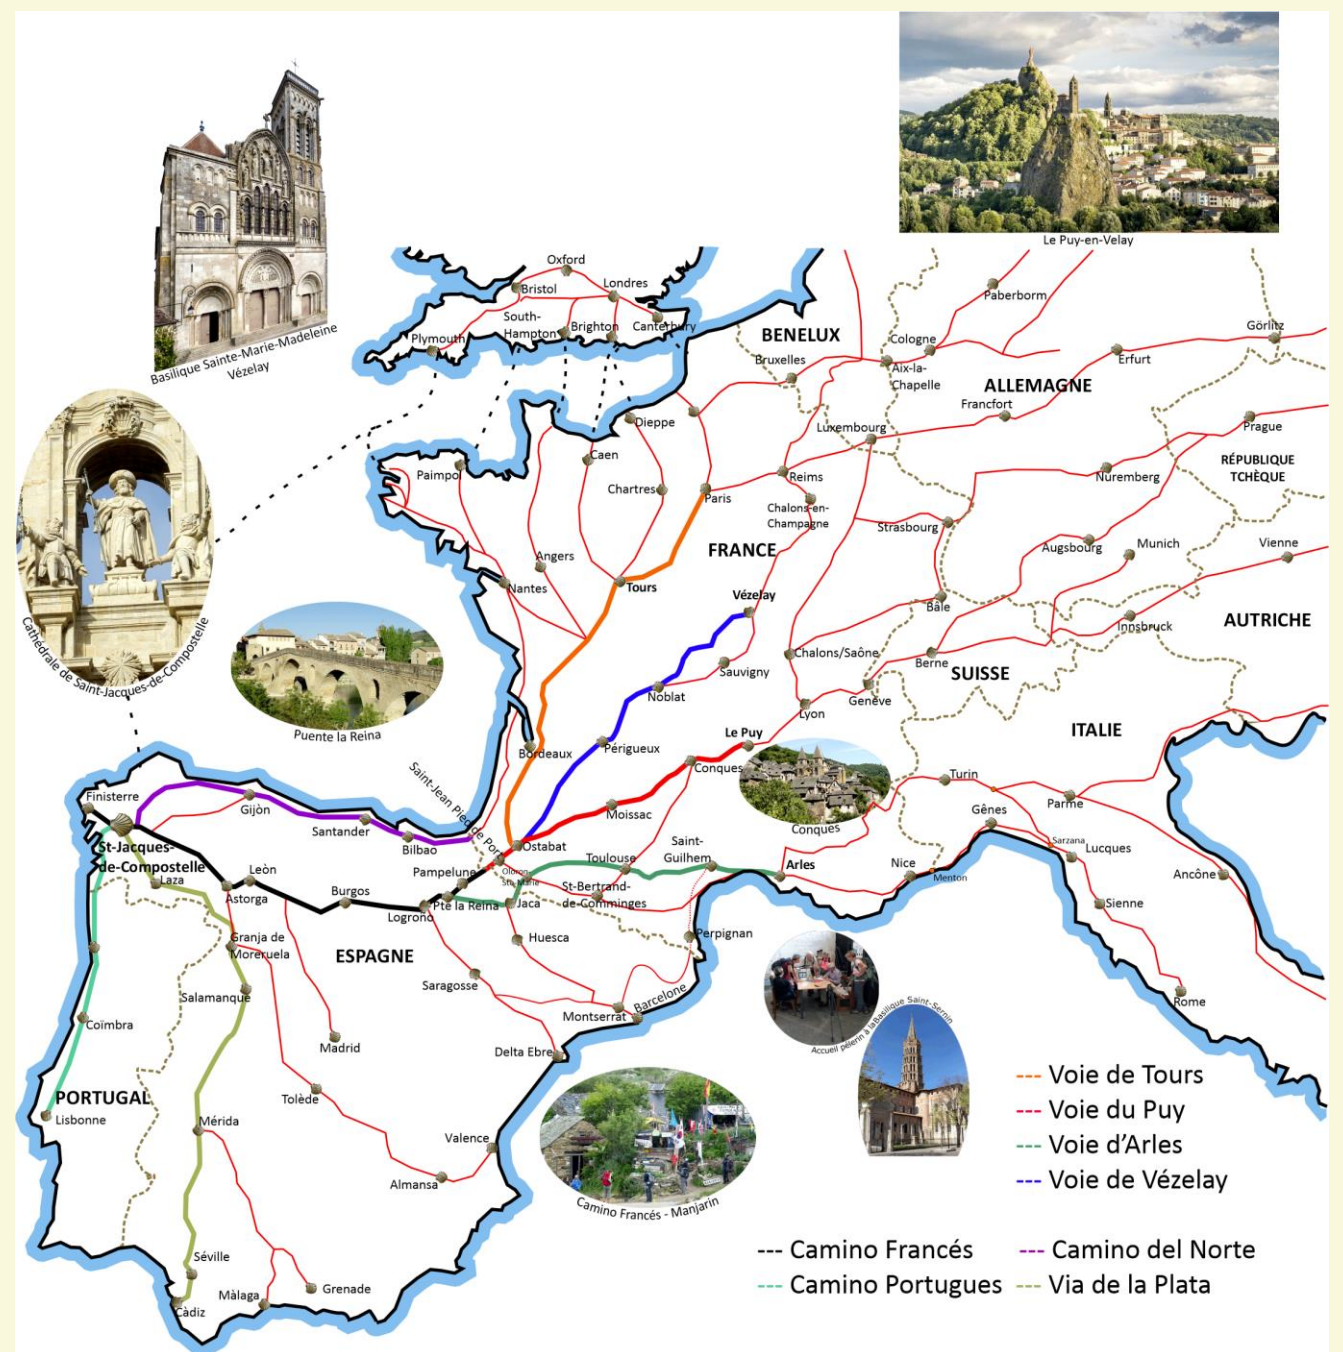 Le Puy-en-Velay
Basilique Sainte-Marie-Madeleine
Vézelay
Cathédrale de Saint-Jacques-de-Compostelle
Puente la Reina
Oxford
Bristol
Londres
South-
Hampton
Brighton
Canterbury
Plymouth
BENELUX
Bruxelles
Paberborm
Cologne
Aix-la-
Chapelle
Görlitz
Erfurt
ALLEMAGNE
Francfort
Luxembourg
Prague
RÉPUBLIQUE
TCHÈQUE
Nuremberg
Dieppe
Caen
Paimpol
Chartres
Paris
Reims
Chalons-en-
Champagne
Strasbourg
FRANCE
Augsbourg
Munich
Vienne
Angers
Nantes
Tours
Vézelay
Bâle
Innsbruck
AUTRICHE
Berne
SUISSE
Chalons/Saône
Sauvigny
Noblat
Genève
Lyon
ITALIE
Le Puy
Périgueux
Bordeaux
Conques
Conques
Turin
Parme
Saint-Jean Pied de Port
Moissac
Gênes
Sarzana
Lucques
Finisterre
Gijòn
Santander
Bilbao
Ostabat
St-Jacques-
de-Compostelle
Laza
Leòn
Astorga
Burgos
Pampelune
Logrono
Pte la Reina
Oloron-
Ste-Marie
Jaca
Toulouse
Saint-
Guilhem
St-Bertrand-
de-Comminges
Arles
Nice
Menton
Ancône
Sienne
Rome
Huesca
Perpignan
Granja de
Moreruela
ESPAGNE
Saragosse
Salamanque
Montserrat
Barcelone
Coïmbra
Madrid
Delta Ebre
PORTUGAL
Lisbonne
Tolède
Mérida
Valence
Almansa
Accueil pélerin à la Basilique Saint-Sernin
Camino Francés - Manjarin
Séville
Càdiz
Màlaga
Grenade
Voie de Tours
Voie du Puy
Voie d’Arles
Voie de Vézelay
Camino Francés
Camino del Norte
Camino Portugues
Via de la Plata